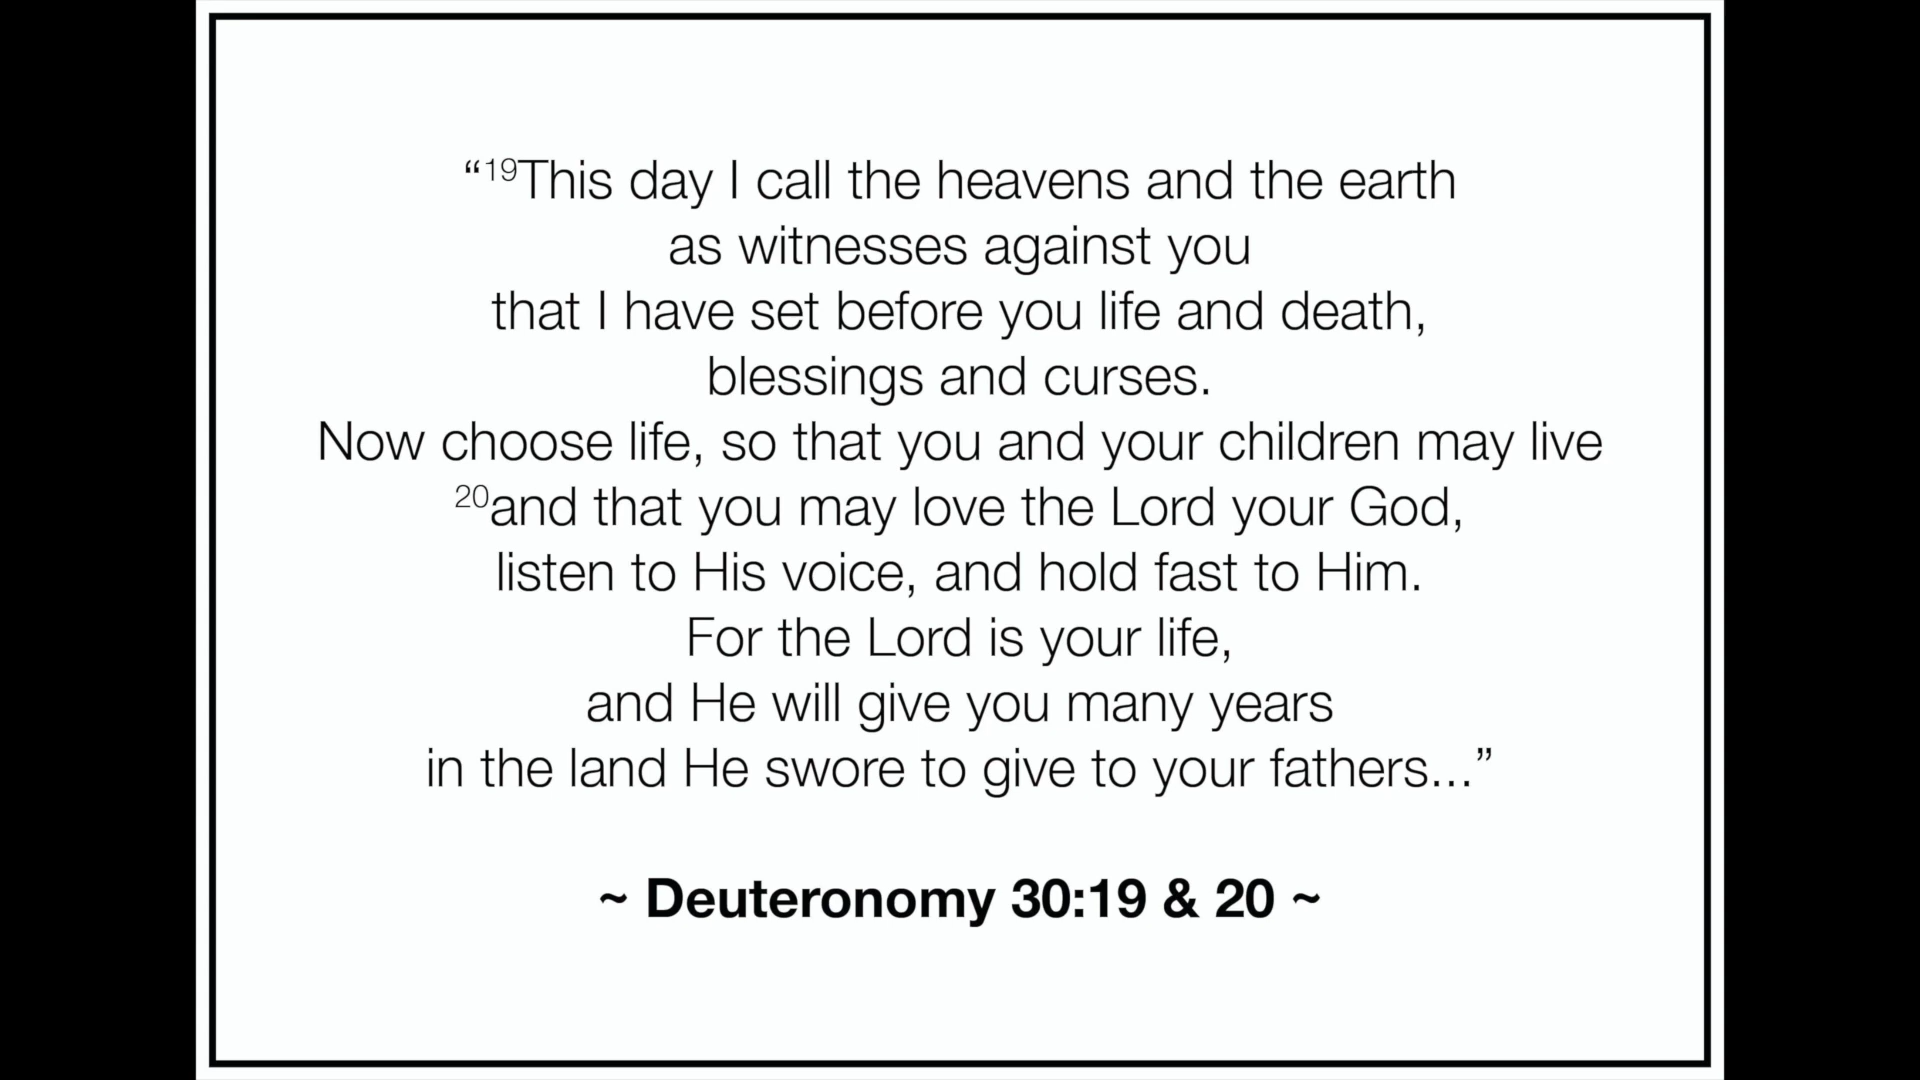 “19This day I call the heavens and the earth
as witnesses against you
that I have set before you life and death,
blessings and curses.
Now choose life, so that you and your children may live
20and that you may love the Lord your God,
listen to His voice, and hold fast to Him.
For the Lord is your life,
and He will give you many years
in the land He swore to give to your fathers...”
~ Deuteronomy 30:19 & 20 ~